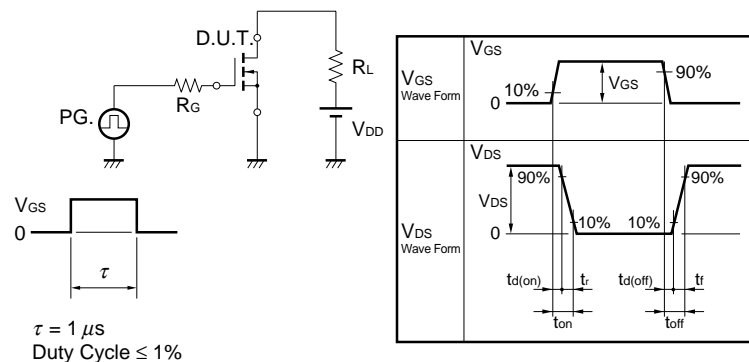 D.U.T.
RL
RG
PG.
VDD
VGS
0
τ
τ = 1 μs
Duty Cycle ≤ 1%
VGS
Wave Form
VGS
10%
0
VGS
90%
VDS
Wave Form
VDS
90%
VDS
0
10%
10%
90%
td(on)
tr
td(off)
tf
ton
toff